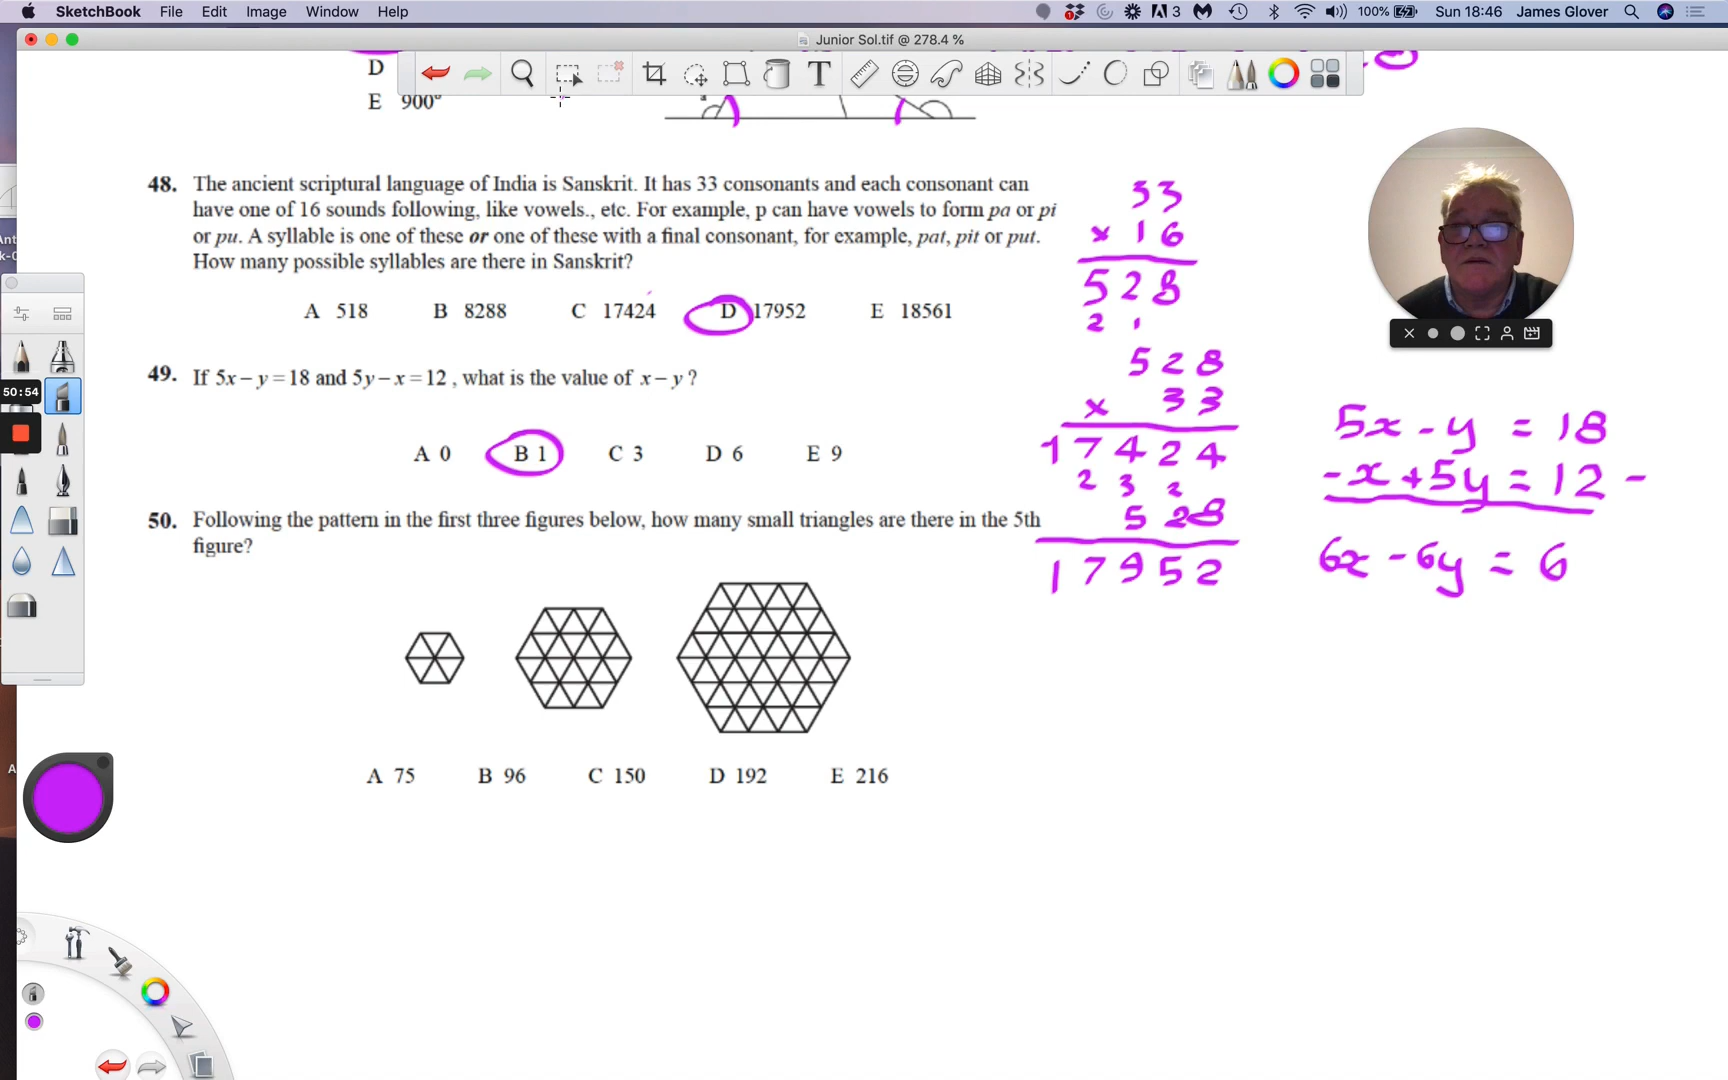 SketchBook File Edit Image Window Help 3 100% Sun 18:46 James Glover
Junior Sol.tif @ 278.4 %
D
E 900°
48. The ancient scriptural language of India is Sanskrit. It has 33 consonants and each consonant can
have one of 16 sounds following, like vowels., etc. For example, p can have vowels to form pa or pi
or pu. A syllable is one of these or one of these with a final consonant, for example, pat, pit or put.
How many possible syllables are there in Sanskrit?
A 518 B 8288 C 17424 D 17952 E 18561
49. If 5x – y = 18 and 5y – x = 12 , what is the value of x – y ?
A 0 B 1 C 3 D 6 E 9
50. Following the pattern in the first three figures below, how many small triangles are there in the 5th
figure?
A 75 B 96 C 150 D 192 E 216
33
× 16
528
2 1
528
× 33
17424
2 3 2
528
17952
5x - y = 18
-x + 5y = 12 -
6x - 6y = 6
50:54
T
A